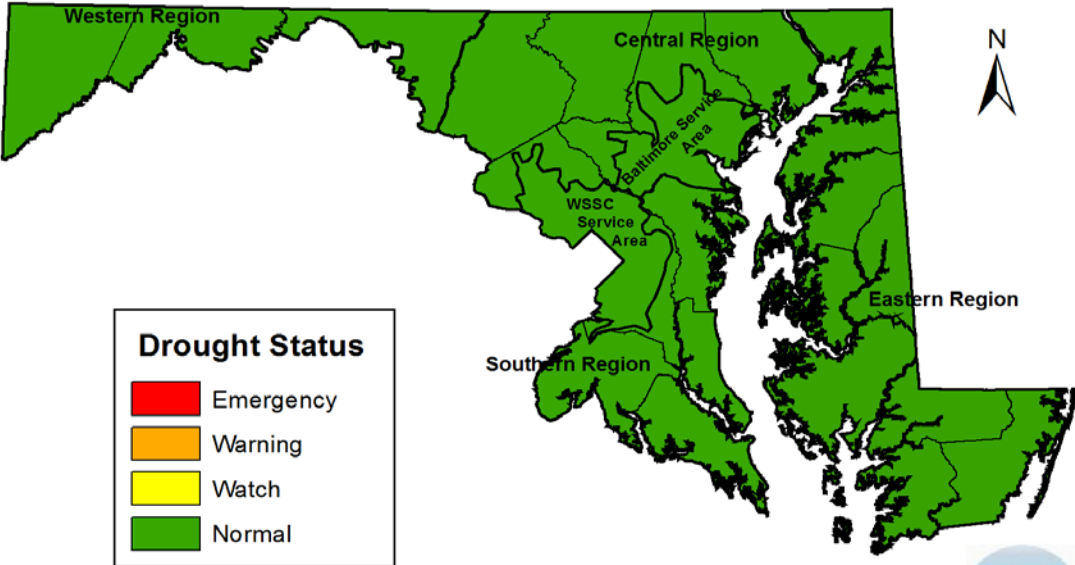 Western Region
Central Region
N
Baltimore Service
Area
WSSC
Service
Area
Eastern Region
Southern Region
Drought Status
Emergency
Warning
Watch
Normal